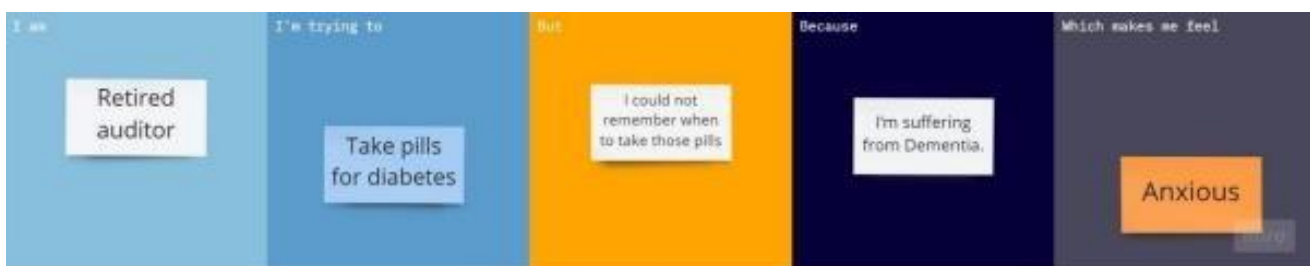 I am
Retired
auditor
I'm trying to
Take pills
for diabetes
But
I could not
remember when
to take those pills
Because
I'm suffering
from Dementia.
Which makes me feel
Anxious
miro